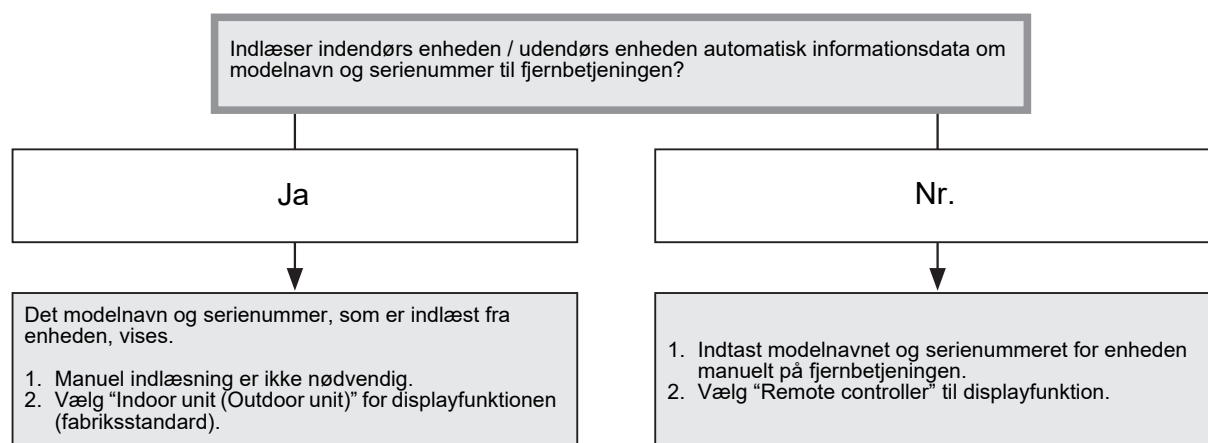 Indlæser indendørs enheden / udendørs enheden automatisk informationsdata om
modelnavn og serienummer til fjernbetjeningen?
Ja
Nr.
Det modelnavn og serienummer, som er indlæst fra
enheden, vises.
1. Manuel indlæsning er ikke nødvendig.
2. Vælg “Indoor unit (Outdoor unit)” for displayfunktionen
(fabriksstandard).
1. Indtast modelnavnet og serienummeret for enheden
manuelt på fjernbetjeningen.
2. Vælg “Remote controller” til displayfunktion.